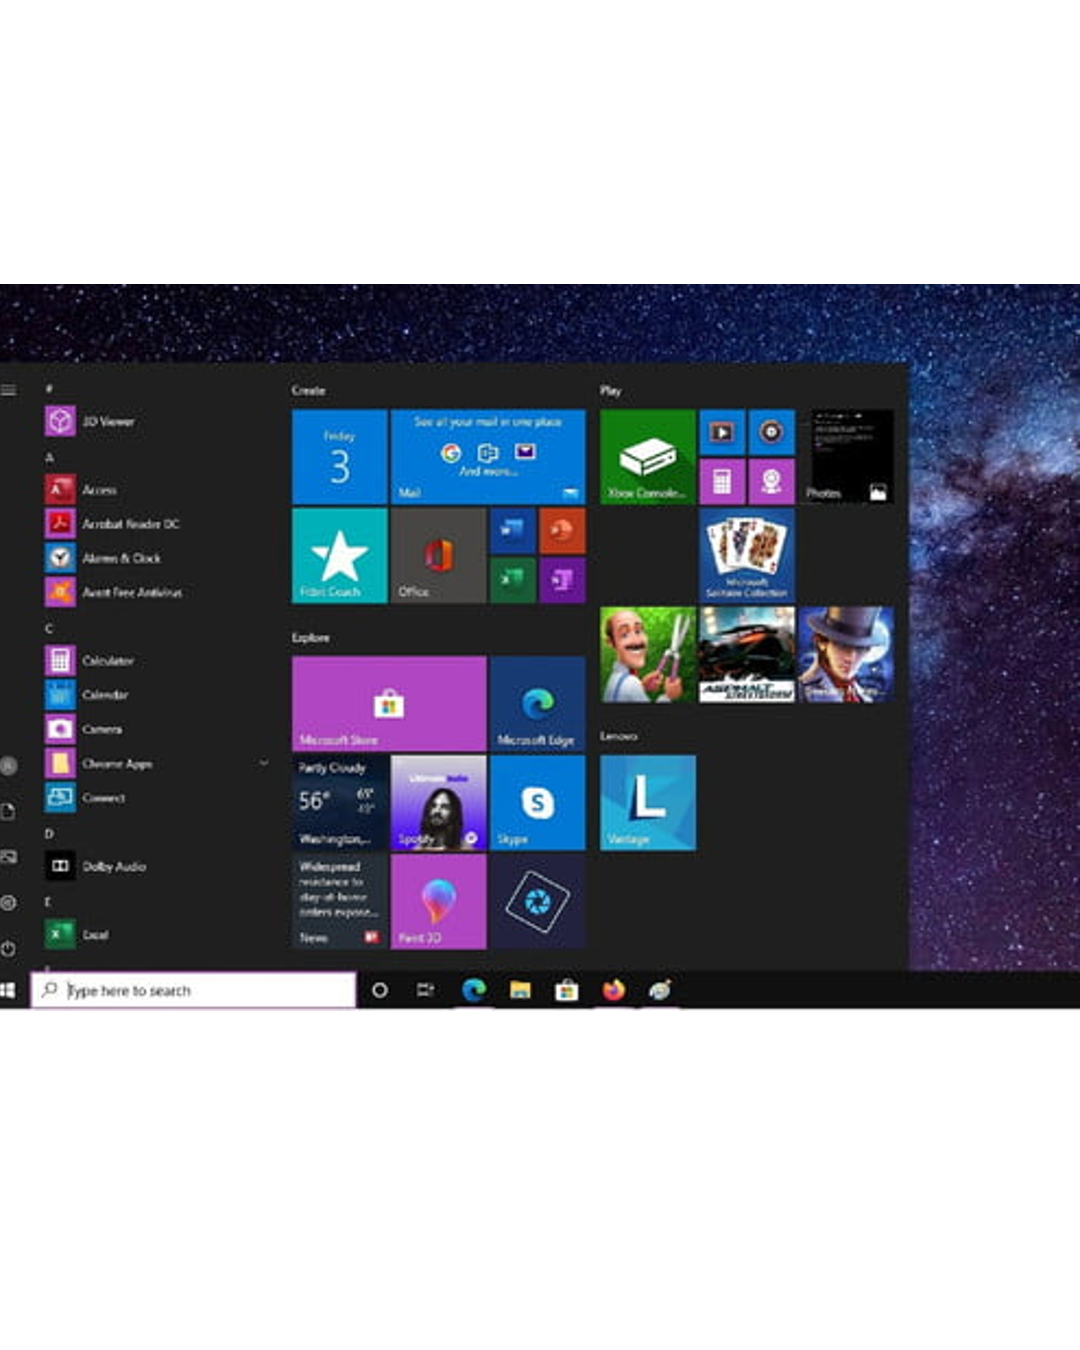 #
3D Viewer
A
Access
Acrobat Reader DC
Alarms & Clock
Avast Free Antivirus
C
Calculator
Calendar
Camera
Chrome Apps
Connect
D
Dolby Audio
E
Excel
Create
Friday
3
See all your mail in one place
And more...
Mail
Fitbit Coach
Office
Explore
Microsoft Store
Microsoft Edge
Partly Cloudy
56°
69°
Washington,...
Spotify
Skype
Widespread
resistance to
stay-at-home
orders expose...
News
Paint 3D
Play
Xbox Console...
Photos
Microsoft
Solitaire Collection
ASPHALT
STREETSTORM
Lenovo
L
Vantage
Type here to search